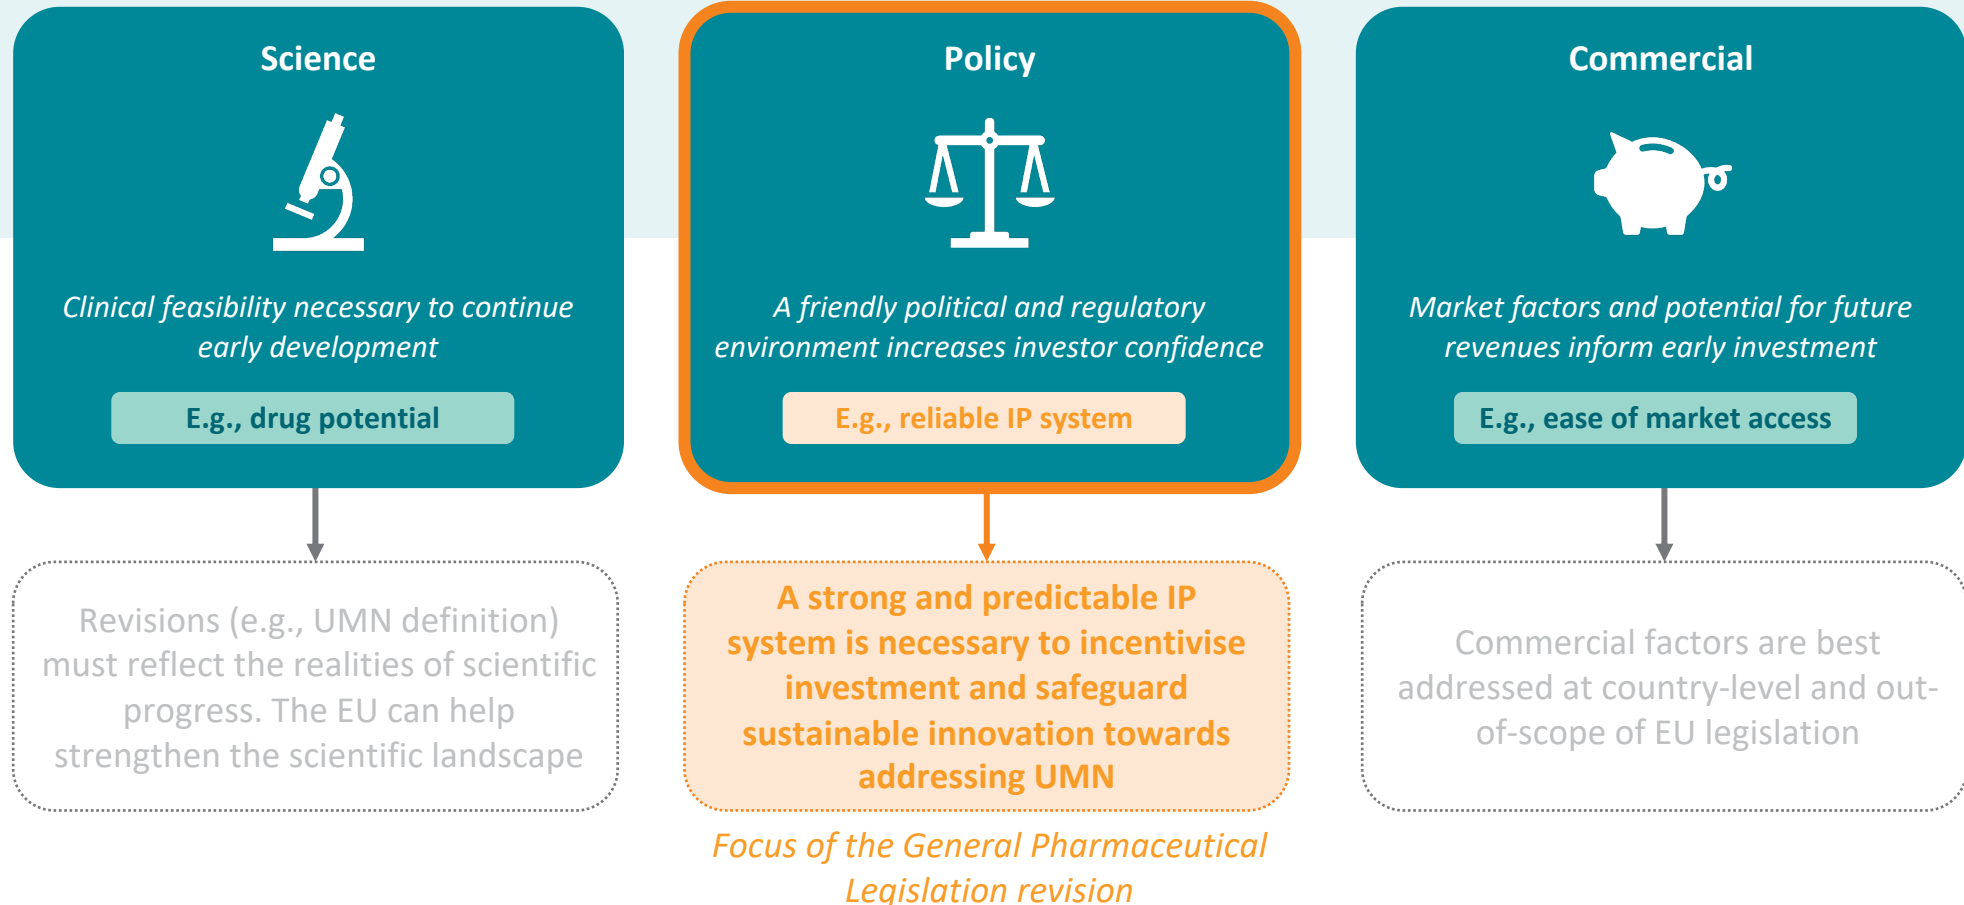 Science
Clinical feasibility necessary to continue
early development
E.g., drug potential
Revisions (e.g., UMN definition)
must reflect the realities of scientific
progress. The EU can help
strengthen the scientific landscape
Policy
A friendly political and regulatory
environment increases investor confidence
E.g., reliable IP system
A strong and predictable IP
system is necessary to incentivise
investment and safeguard
sustainable innovation towards
addressing UMN
Focus of the General Pharmaceutical
Legislation revision
Commercial
Market factors and potential for future
revenues inform early investment
E.g., ease of market access
Commercial factors are best
addressed at country-level and out-
of-scope of EU legislation